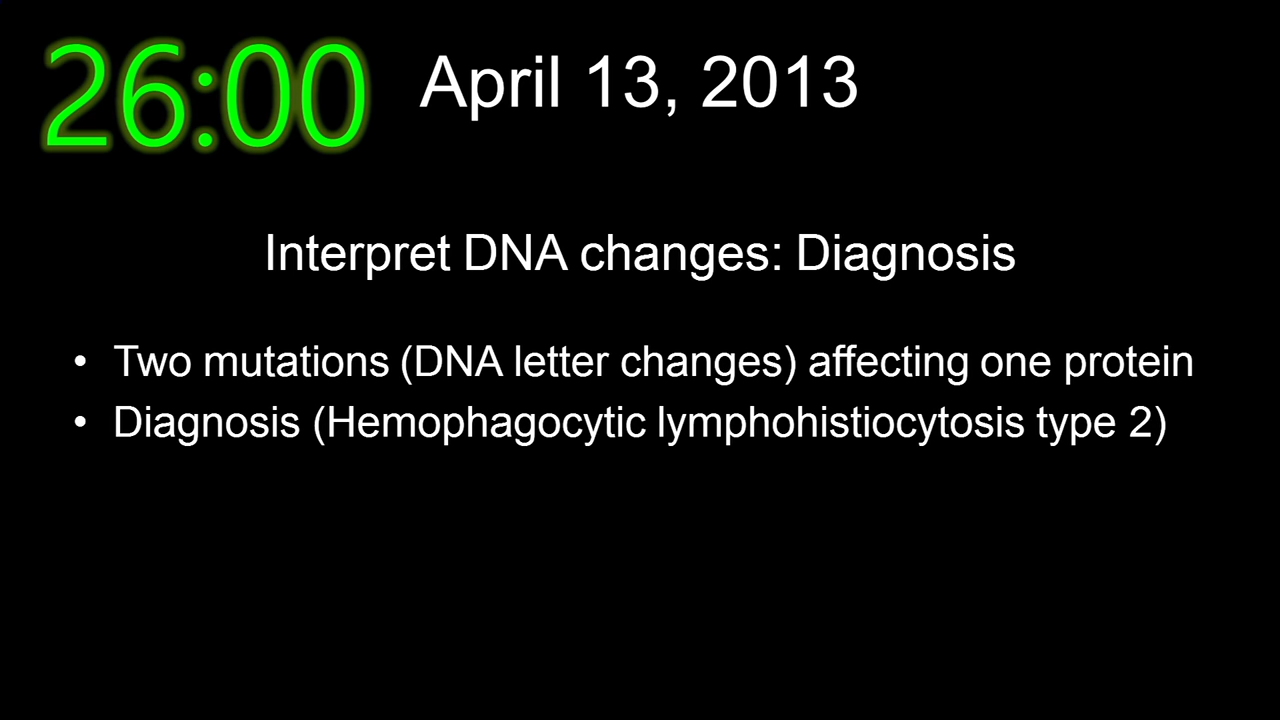 26:00
April 13, 2013
Interpret DNA changes: Diagnosis
• Two mutations (DNA letter changes) affecting one protein
• Diagnosis (Hemophagocytic lymphohistiocytosis type 2)